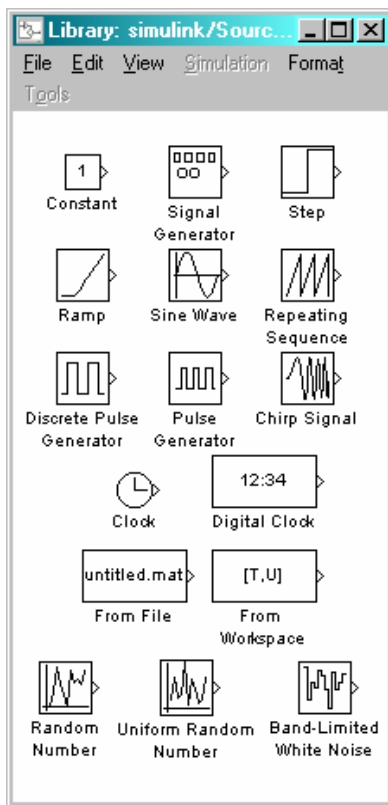 Library: simulink/Sourc...
File Edit View Simulation Format
Tools
1
Constant
Signal
Generator
Step
Ramp
Sine Wave
Repeating
Sequence
Discrete Pulse
Generator
Pulse
Generator
Chirp Signal
Clock
12:34
Digital Clock
untitled.mat
From File
[T,U]
From
Workspace
Random
Number
Uniform Random
Number
Band-Limited
White Noise